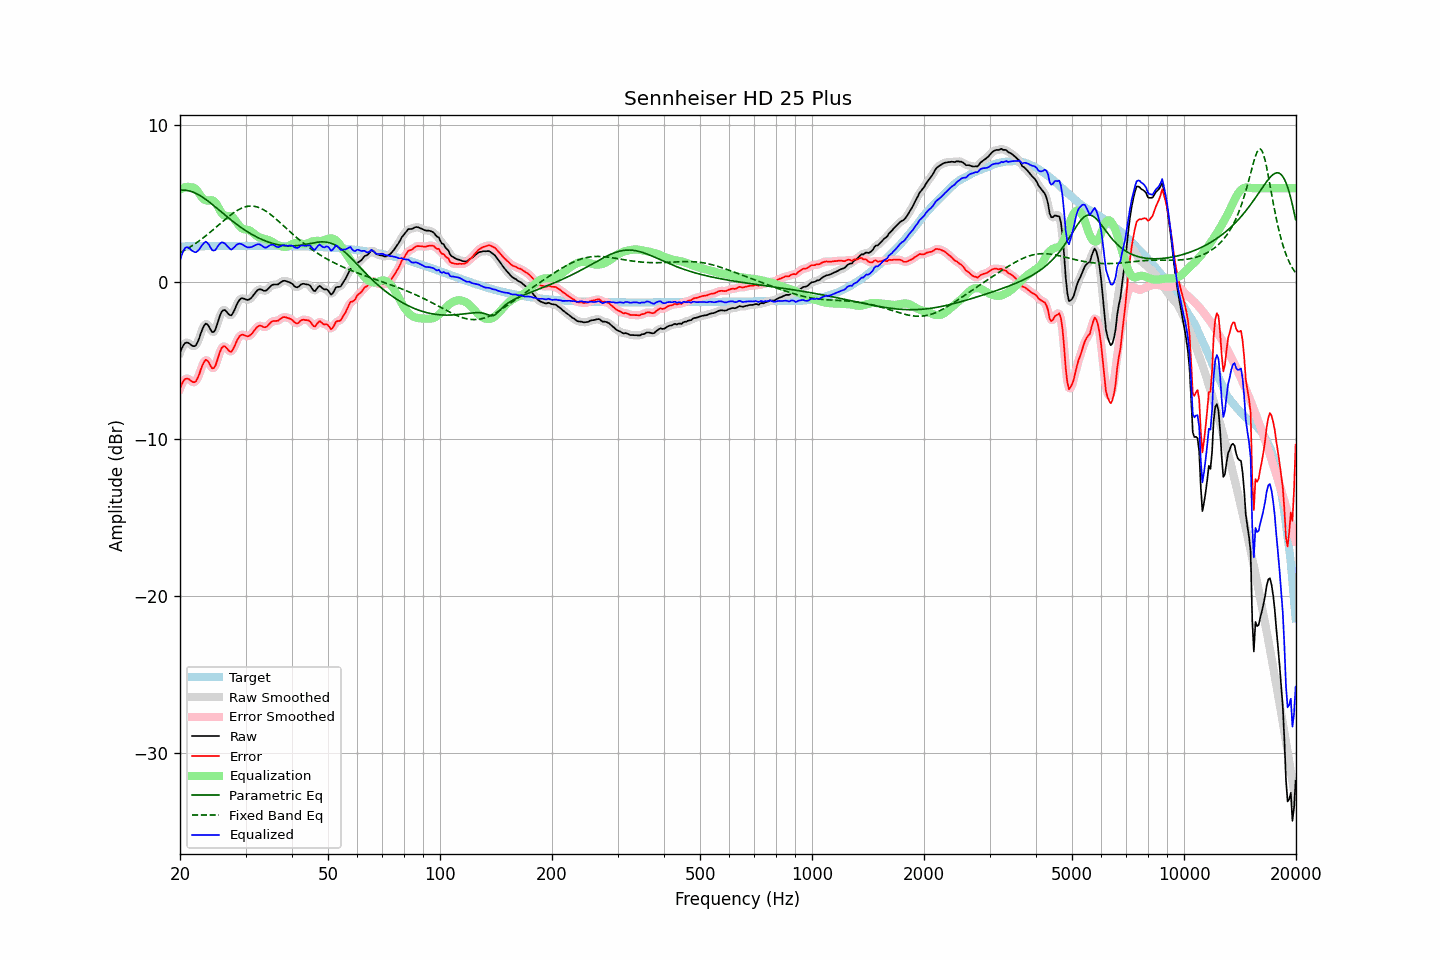 Sennheiser HD 25 Plus
Amplitude (dBr)
10
0
−10
−20
−30
Target
Raw Smoothed
Error Smoothed
Raw
Error
Equalization
Parametric Eq
Fixed Band Eq
Equalized
20 50 100 200 500 1000 2000 5000 10000 20000
Frequency (Hz)